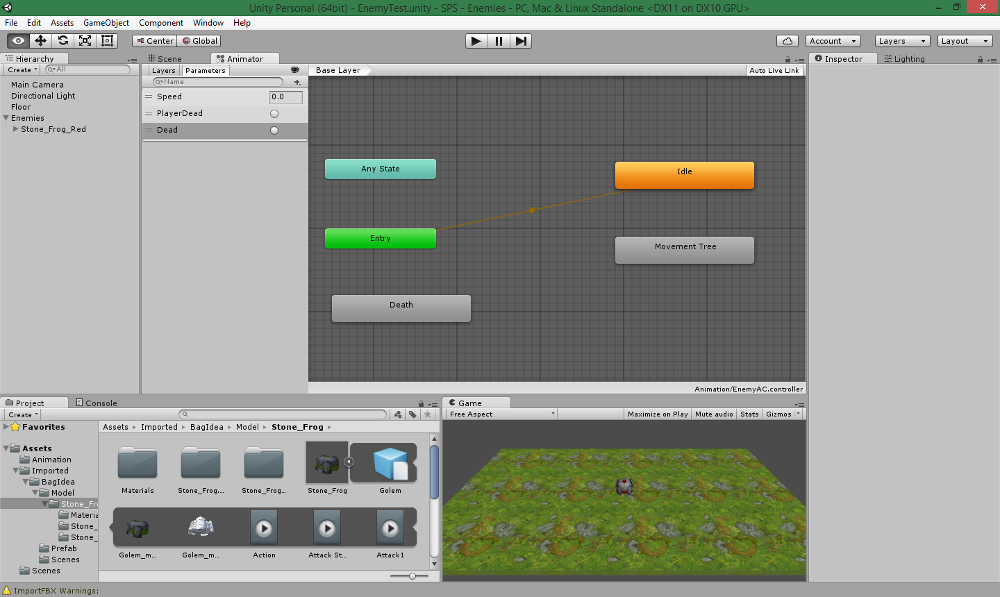 Unity Personal (64bit) - EnemyTest.unity - SPS - Enemies - PC, Mac & Linux Standalone <DX11 on DX10 GPU>
File Edit Assets GameObject Component Window Help
Center Global Account Layers Layout
Hierarchy
Create All
Main Camera
Directional Light
Floor
Enemies
Stone_Frog_Red
Scene Animator
Layers Parameters
Name
Speed 0.0
PlayerDead
Dead
Base Layer Auto Live Link
Any State
Idle
Entry
Movement Tree
Death
Animation/EnemyAC.controller
Inspector Lighting
Project Console
Create
Favorites
Assets
Animation
Imported
BagIdea
Model
Stone_Fr
Materia
Stone_
Stone_
Prefab
Scenes
Scenes
Assets Imported BagIdea Model Stone_Frog
Materials Stone_Frog.... Stone_Frog... Stone_Frog Golem
Golem_m... Golem_m... Action Attack St... Attack1
Game
Free Aspect Maximize on Play Mute audio Stats Gizmos
ImportFBX Warnings: